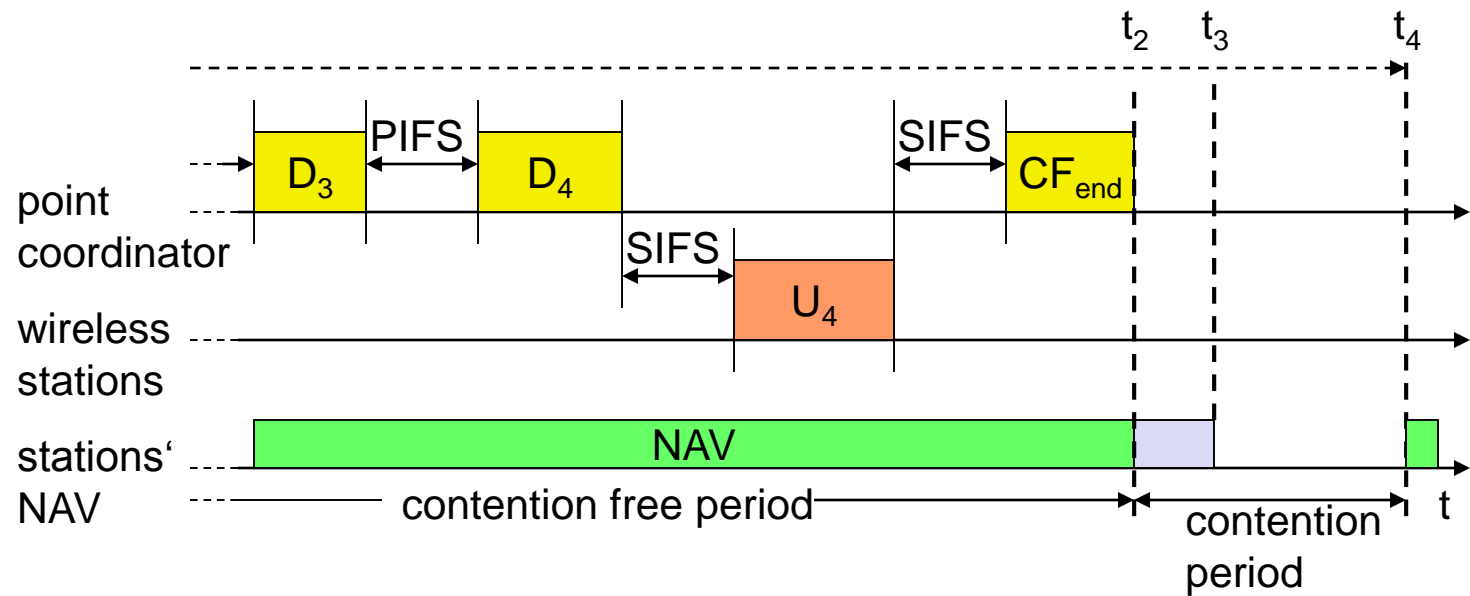 t2 t3 t4
PIFS SIFS
D3 D4 CFend
point
coordinator
SIFS
U4
wireless
stations
NAV
stations‘
NAV
contention free period t
contention
period